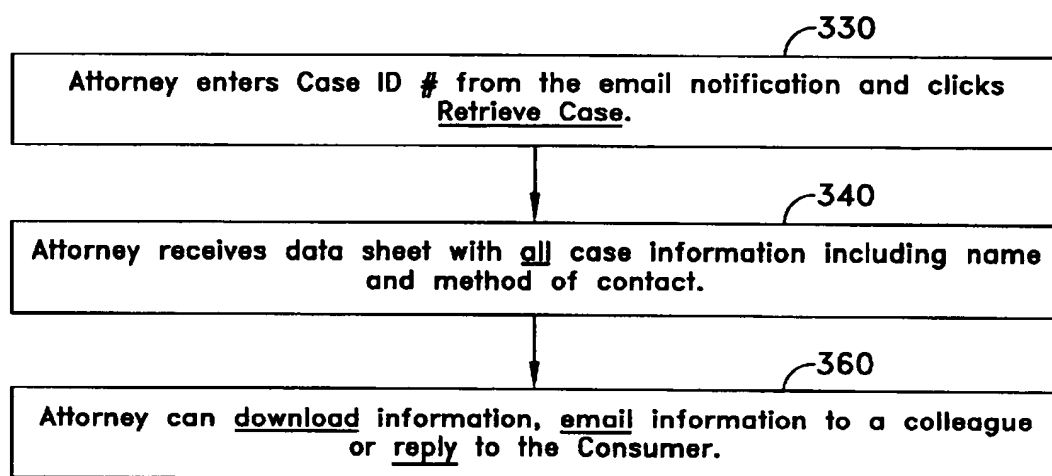 330
Attorney enters Case ID # from the email notification and clicks
Retrieve Case.
340
Attorney receives data sheet with all case information including name
and method of contact.
360
Attorney can download information, email information to a colleague
or reply to the Consumer.